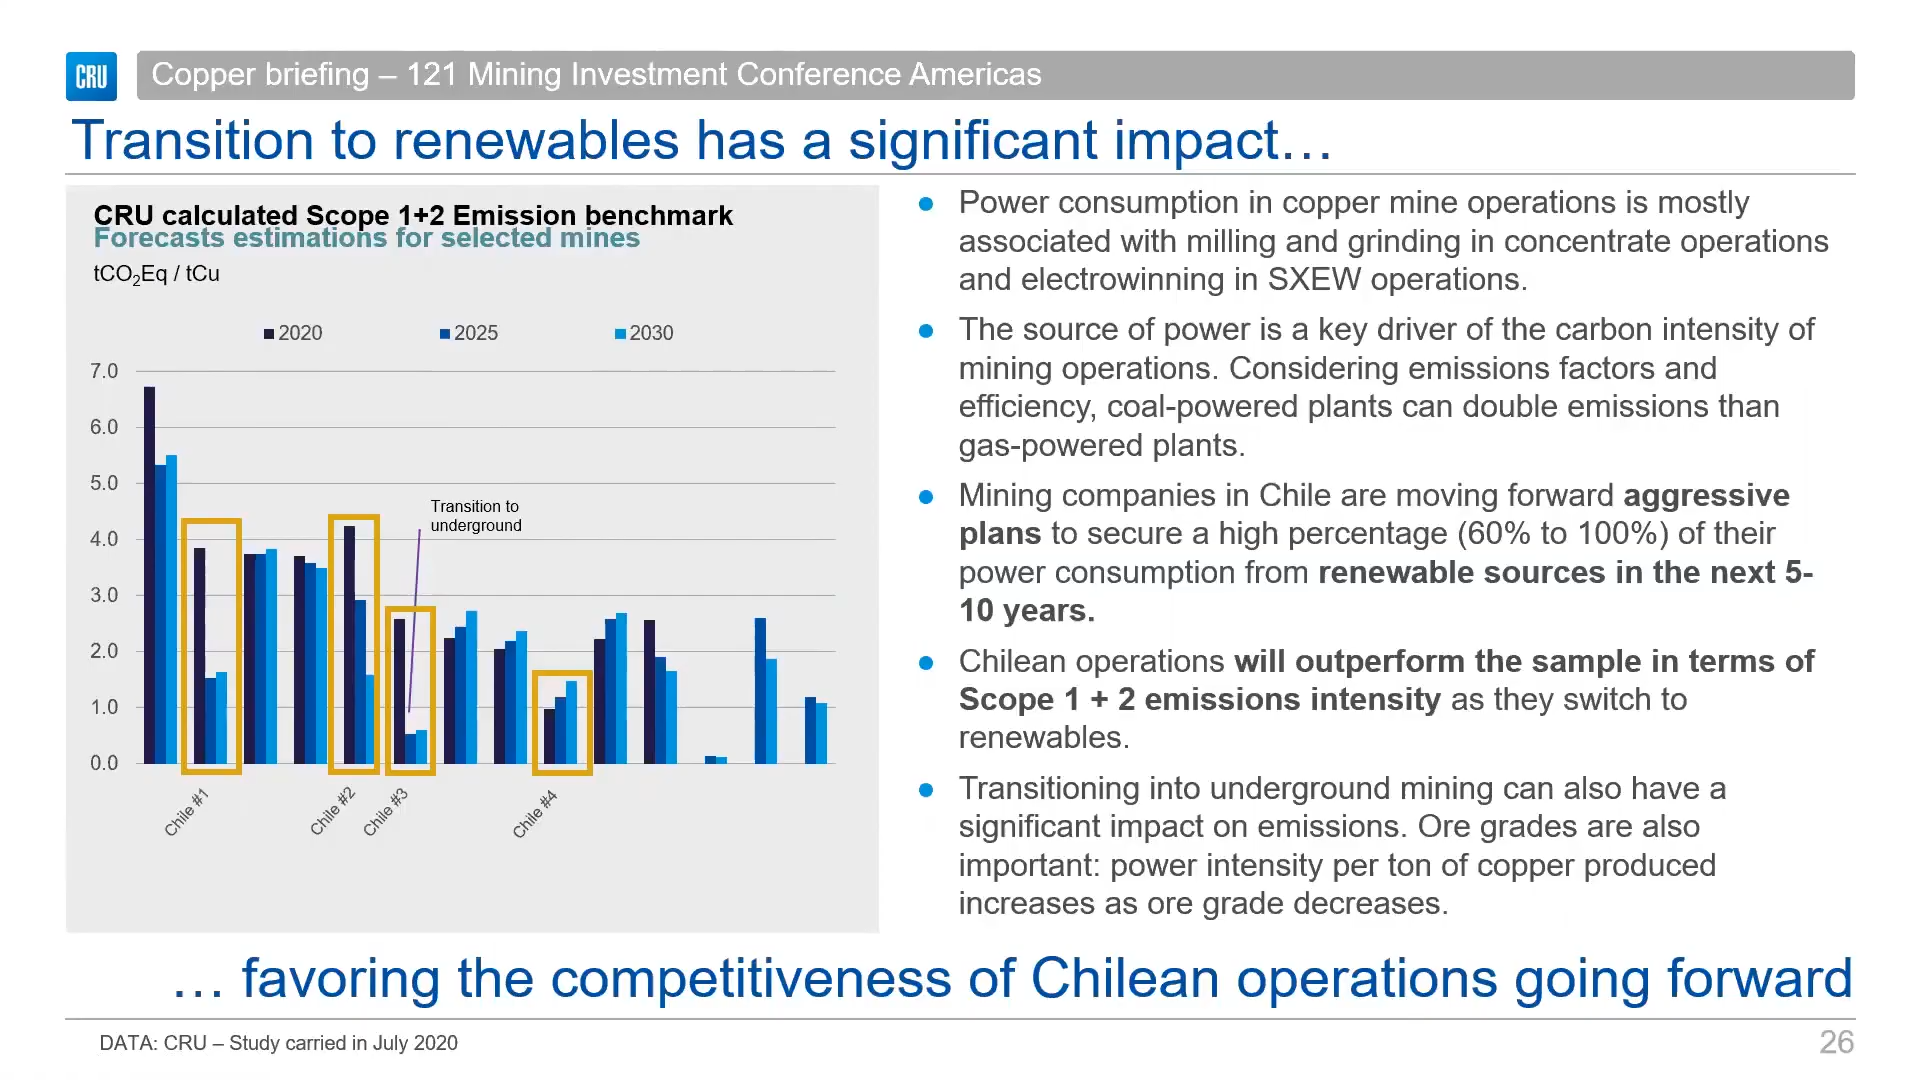 CRU
Copper briefing – 121 Mining Investment Conference Americas
Transition to renewables has a significant impact…
CRU calculated Scope 1+2 Emission benchmark
Forecasts estimations for selected mines
tCO₂Eq / tCu
2020 2025 2030
7.0
6.0
5.0
4.0
3.0
2.0
1.0
0.0
Transition to
underground
Chile #1
Chile #2
Chile #3
Chile #4
● Power consumption in copper mine operations is mostly
associated with milling and grinding in concentrate operations
and electrowinning in SXEW operations.
● The source of power is a key driver of the carbon intensity of
mining operations. Considering emissions factors and
efficiency, coal-powered plants can double emissions than
gas-powered plants.
● Mining companies in Chile are moving forward aggressive
plans to secure a high percentage (60% to 100%) of their
power consumption from renewable sources in the next 5-
10 years.
● Chilean operations will outperform the sample in terms of
Scope 1 + 2 emissions intensity as they switch to
renewables.
● Transitioning into underground mining can also have a
significant impact on emissions. Ore grades are also
important: power intensity per ton of copper produced
increases as ore grade decreases.
… favoring the competitiveness of Chilean operations going forward
DATA: CRU – Study carried in July 2020
26